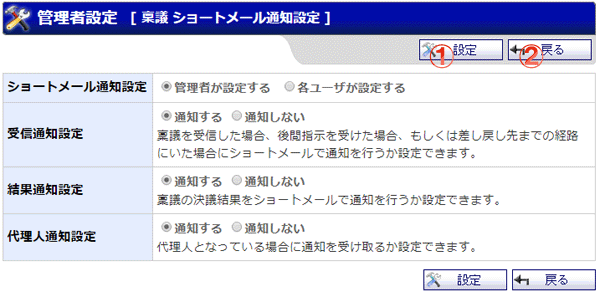 管理者設定 [ 稟議 ショートメール通知設定 ]
① 設定 ② 戻る
ショートメール通知設定 管理者が設定する 各ユーザが設定する
受信通知設定 通知する 通知しない
稟議を受信した場合、後閲指示を受けた場合、もしくは差し戻し先までの経路
にいた場合にショートメールで通知を行うか設定できます。
結果通知設定 通知する 通知しない
稟議の決議結果をショートメールで通知を行うか設定できます。
代理人通知設定 通知する 通知しない
代理人となっている場合に通知を受け取るか設定できます。
設定 戻る